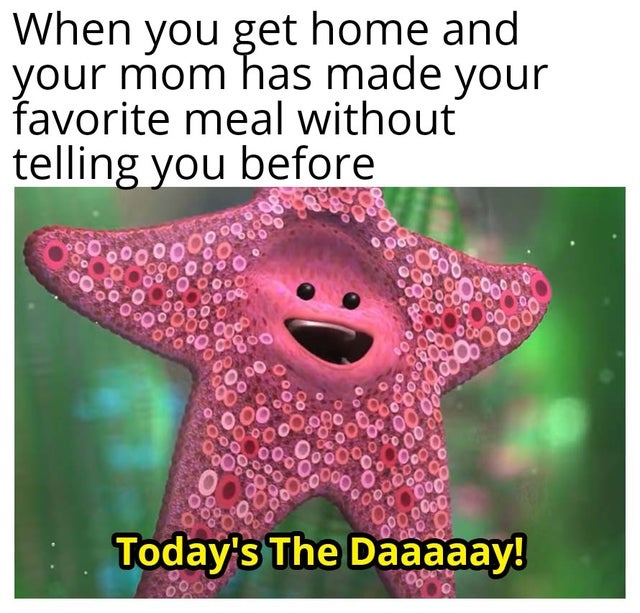 When you get home and
your mom has made your
favorite meal without
telling you before
Today's The Daaaaay!